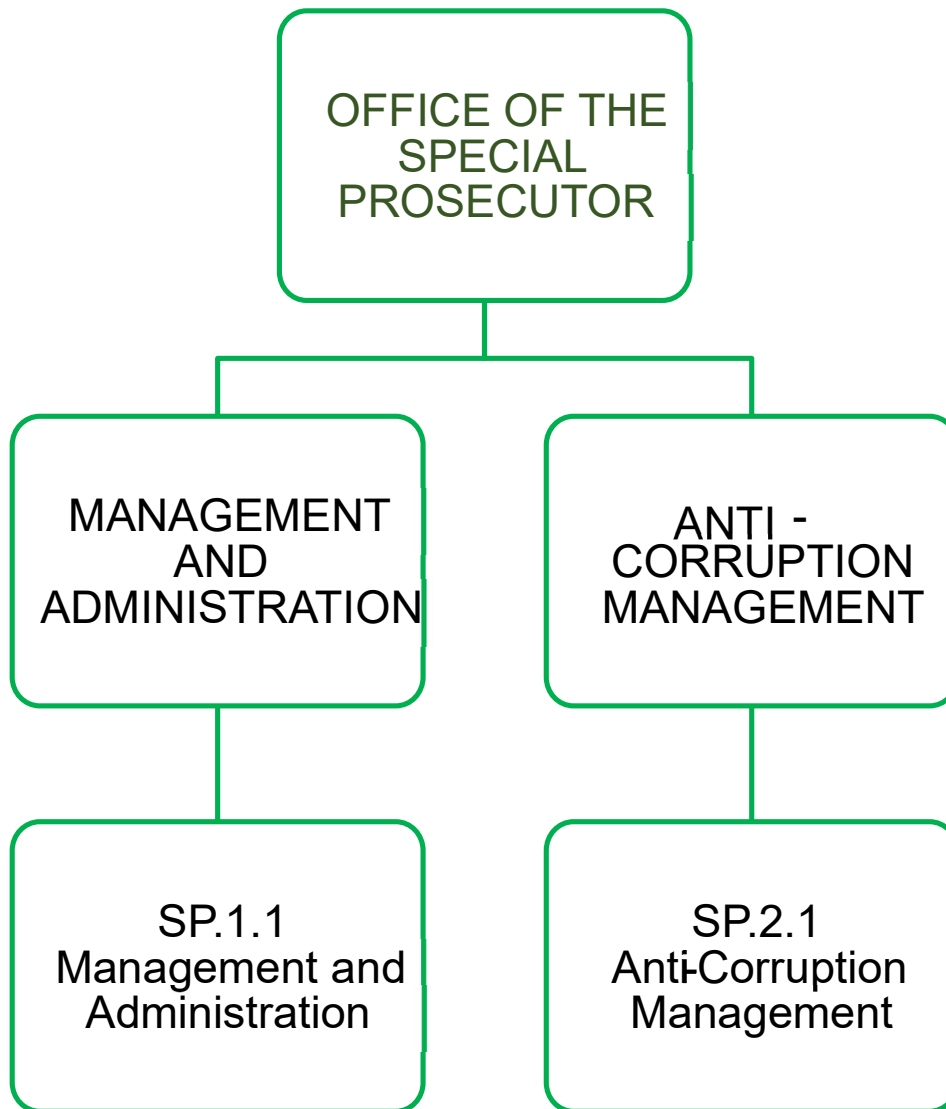 OFFICE OF THE
SPECIAL
PROSECUTOR
MANAGEMENT
AND
ADMINISTRATION
ANTI -
CORRUPTION
MANAGEMENT
SP.1.1
Management and
Administration
SP.2.1
Anti-Corruption
Management